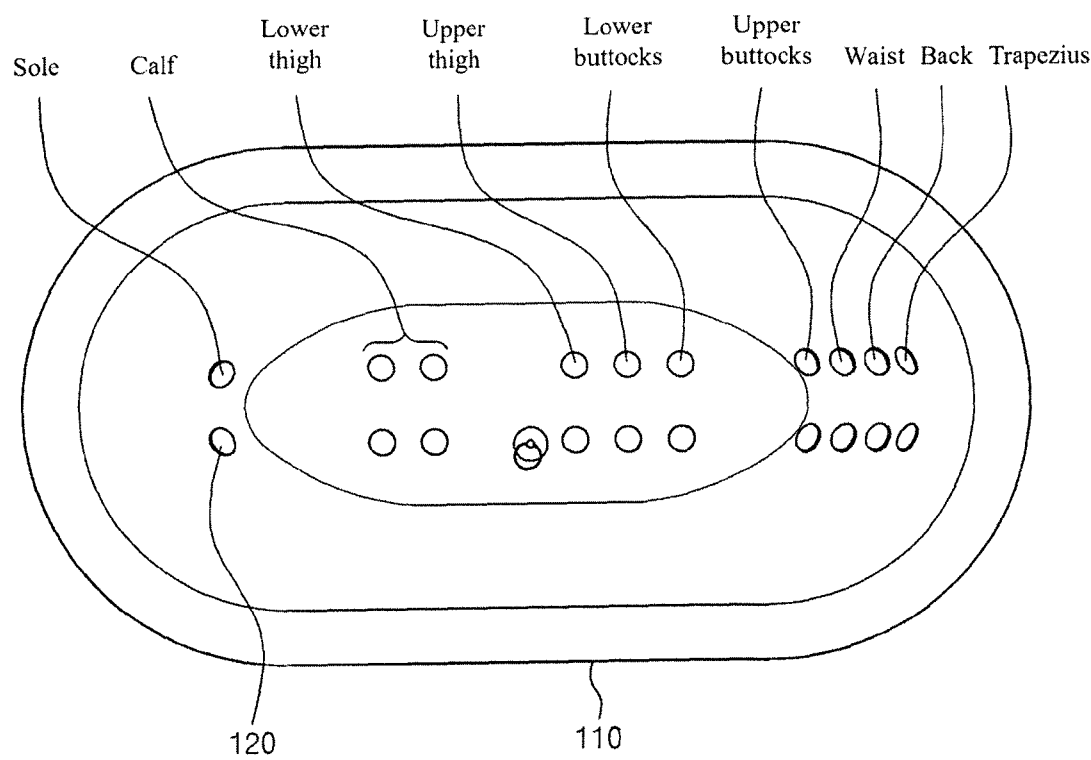 Sole
Calf
Lower
thigh
Upper
thigh
Lower
buttocks
Upper
buttocks
Waist
Back
Trapezius
120
110